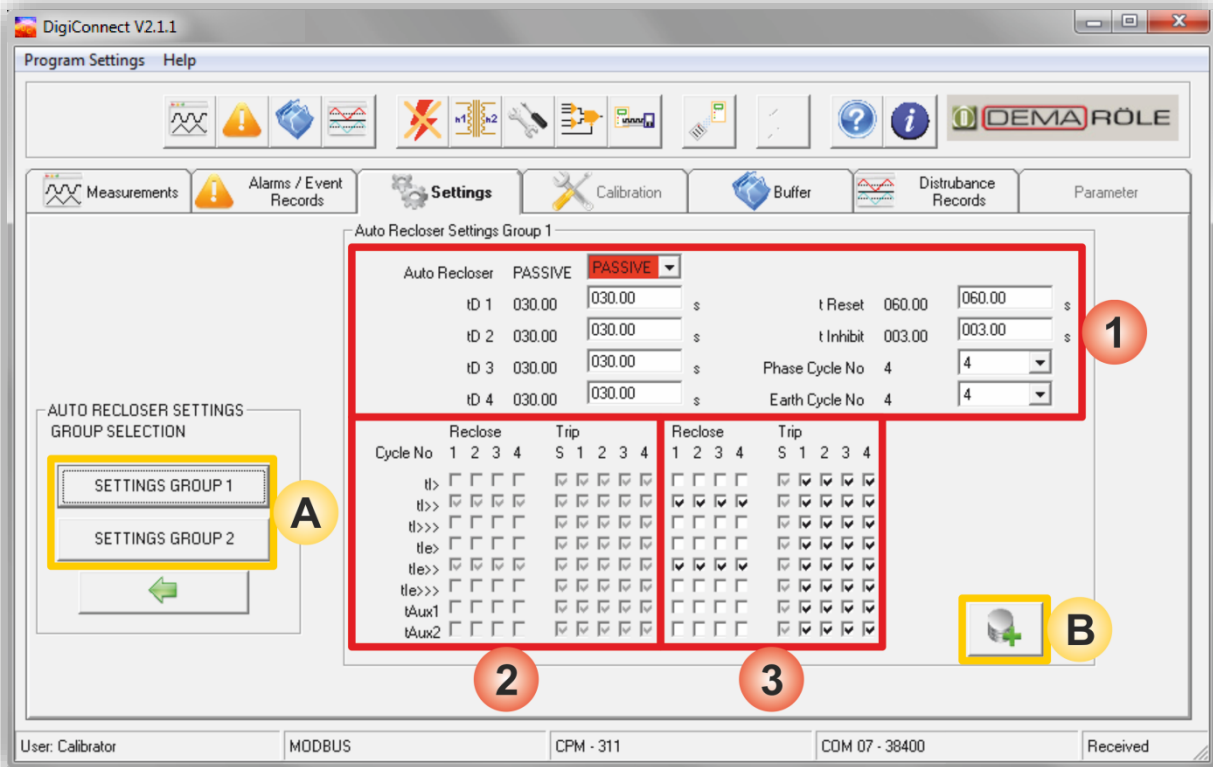 DigiConnect V2.1.1
Program Settings Help
DEMA RÖLE
Measurements
Alarms / Event
Records
Settings
Calibration
Buffer
Distrubance
Records
Parameter
Auto Recloser Settings Group 1
Auto Recloser PASSIVE PASSIVE
tD 1 030.00 030.00 s t Reset 060.00 060.00 s
tD 2 030.00 030.00 s t Inhibit 003.00 003.00 s
tD 3 030.00 030.00 s Phase Cycle No 4 4
tD 4 030.00 030.00 s Earth Cycle No 4 4
1
AUTO RECLOSER SETTINGS
GROUP SELECTION
SETTINGS GROUP 1
SETTINGS GROUP 2
A
Reclose Trip Reclose Trip
Cycle No 1 2 3 4 S 1 2 3 4 1 2 3 4 S 1 2 3 4
tI>
tI>>
tI>>>
tIe>
tIe>>
tIe>>>
tAux1
tAux2
B
2
3
User: Calibrator MODBUS CPM - 311 COM 07 - 38400 Received